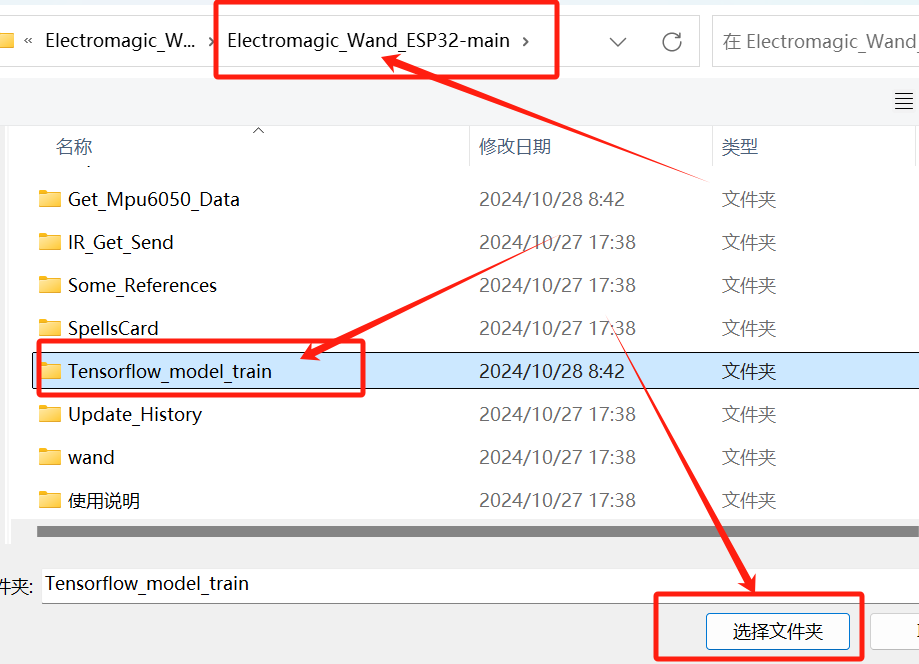 « Electromagic_W... › Electromagic_Wand_ESP32-main › 在 Electromagic_Wand_
名称 修改日期 类型
Get_Mpu6050_Data 2024/10/28 8:42 文件夹
IR_Get_Send 2024/10/27 17:38 文件夹
Some_References 2024/10/27 17:38 文件夹
SpellsCard 2024/10/27 17:38 文件夹
Tensorflow_model_train 2024/10/28 8:42 文件夹
Update_History 2024/10/27 17:38 文件夹
wand 2024/10/27 17:38 文件夹
使用说明 2024/10/27 17:38 文件夹
件夹: Tensorflow_model_train
选择文件夹